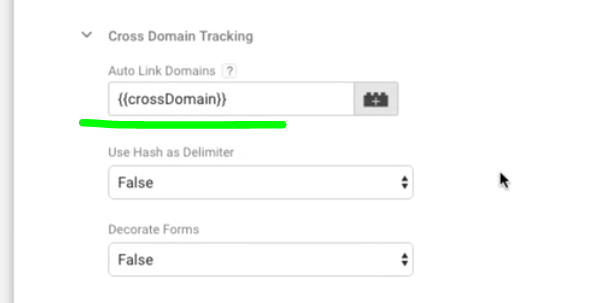 Cross Domain Tracking
Auto Link Domains ?
{{crossDomain}}
Use Hash as Delimiter
False
Decorate Forms
False